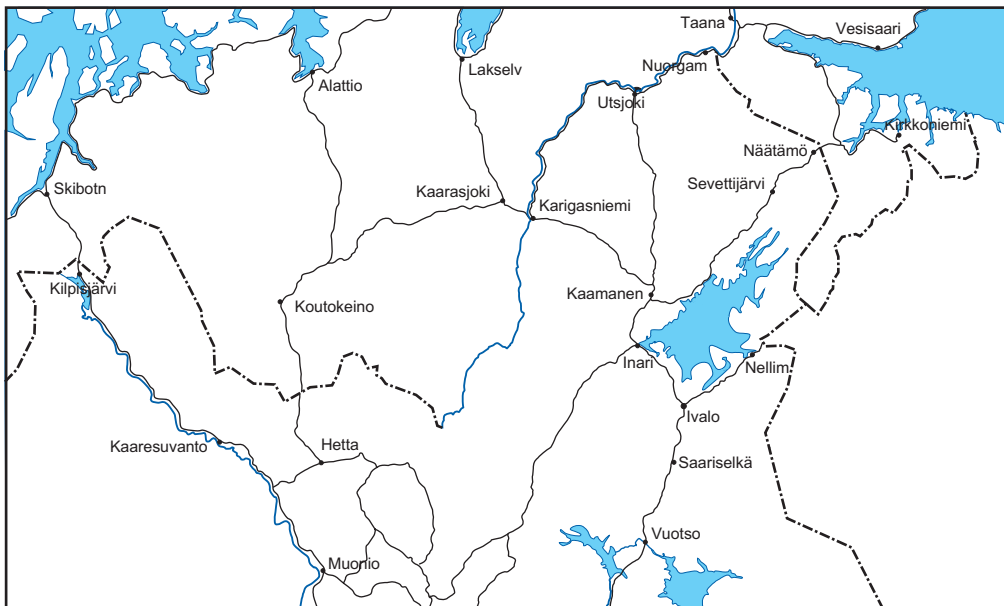 Taana
Vesisaari
Nuorgam
Lakselv
Alattio
Utsjoki
Kirkkoniemi
Näätämö
Skibotn
Sevettijärvi
Kaarasjoki
Karigasniemi
Kilpisjärvi
Kaamanen
Koutokeino
Inari
Nellim
Ivalo
Kaaresuvanto
Hetta
Saariselkä
Vuotso
Muonio